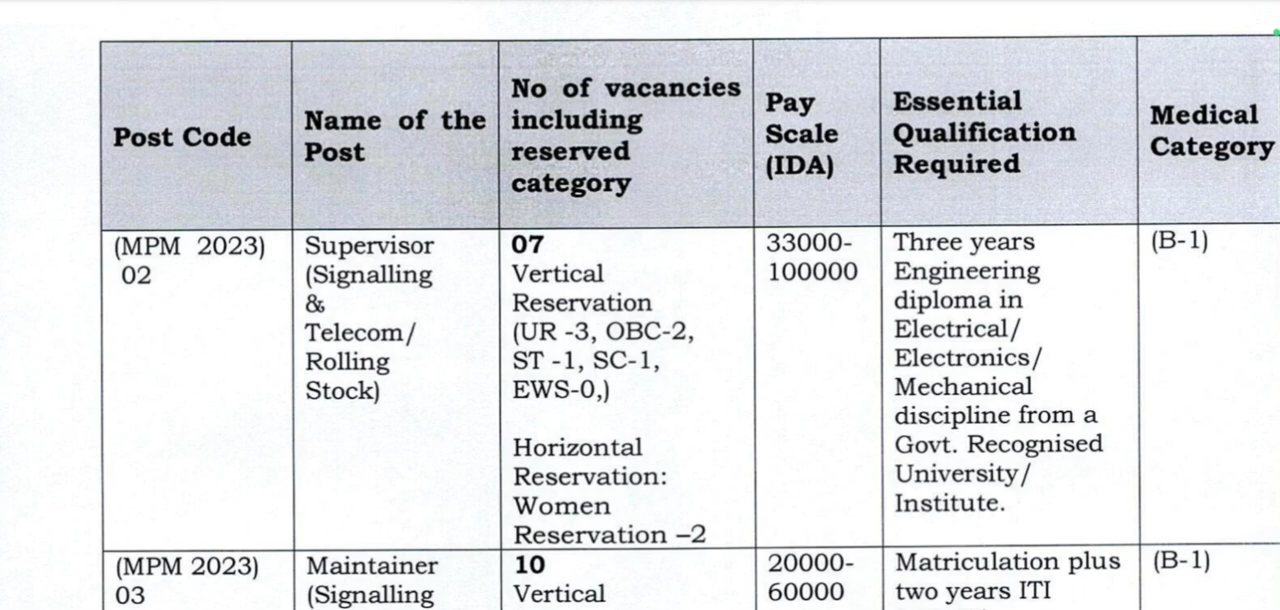 Post Code
Name of the
Post
No of vacancies
including
reserved
category
Pay
Scale
(IDA)
Essential
Qualification
Required
Medical
Category
(MPM 2023)
02
Supervisor
(Signalling
&
Telecom/
Rolling
Stock)
07
Vertical
Reservation
(UR -3, OBC-2,
ST -1, SC-1,
EWS-0,)
Horizontal
Reservation:
Women
Reservation –2
33000-
100000
Three years
Engineering
diploma in
Electrical/
Electronics/
Mechanical
discipline from a
Govt. Recognised
University/
Institute.
(B-1)
(MPM 2023)
03
Maintainer
(Signalling
10
Vertical
20000-
60000
Matriculation plus
two years ITI
(B-1)